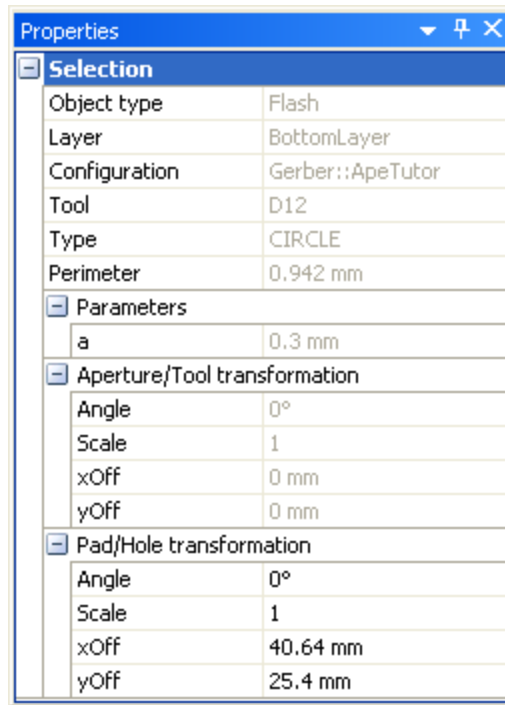 Properties
Selection
Object type Flash
Layer BottomLayer
Configuration Gerber::ApeTutor
Tool D12
Type CIRCLE
Perimeter 0.942 mm
Parameters
a 0.3 mm
Aperture/Tool transformation
Angle 0°
Scale 1
xOff 0 mm
yOff 0 mm
Pad/Hole transformation
Angle 0°
Scale 1
xOff 40.64 mm
yOff 25.4 mm